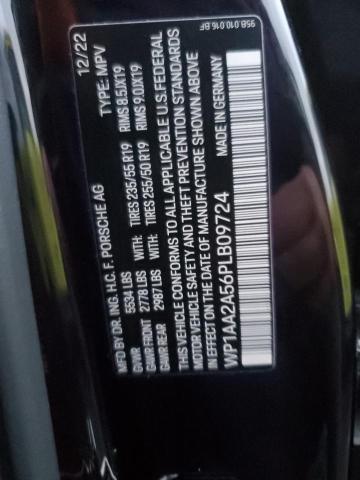 MFD BY DR. ING. H.C. F. PORSCHE AG 12/22
GVWR 5534 LBS TYPE: MPV
GAWR FRONT 2778 LBS WITH TIRES 235/55 R19 RIMS 8.5JX19
GAWR REAR 2987 LBS WITH TIRES 255/50 R19 RIMS 9.0JX19
THIS VEHICLE CONFORMS TO ALL APPLICABLE U.S. FEDERAL
MOTOR VEHICLE SAFETY AND THEFT PREVENTION STANDARDS
IN EFFECT ON THE DATE OF MANUFACTURE SHOWN ABOVE
WP1AA2A56PLB09724 MADE IN GERMANY
95B.010.016.BF